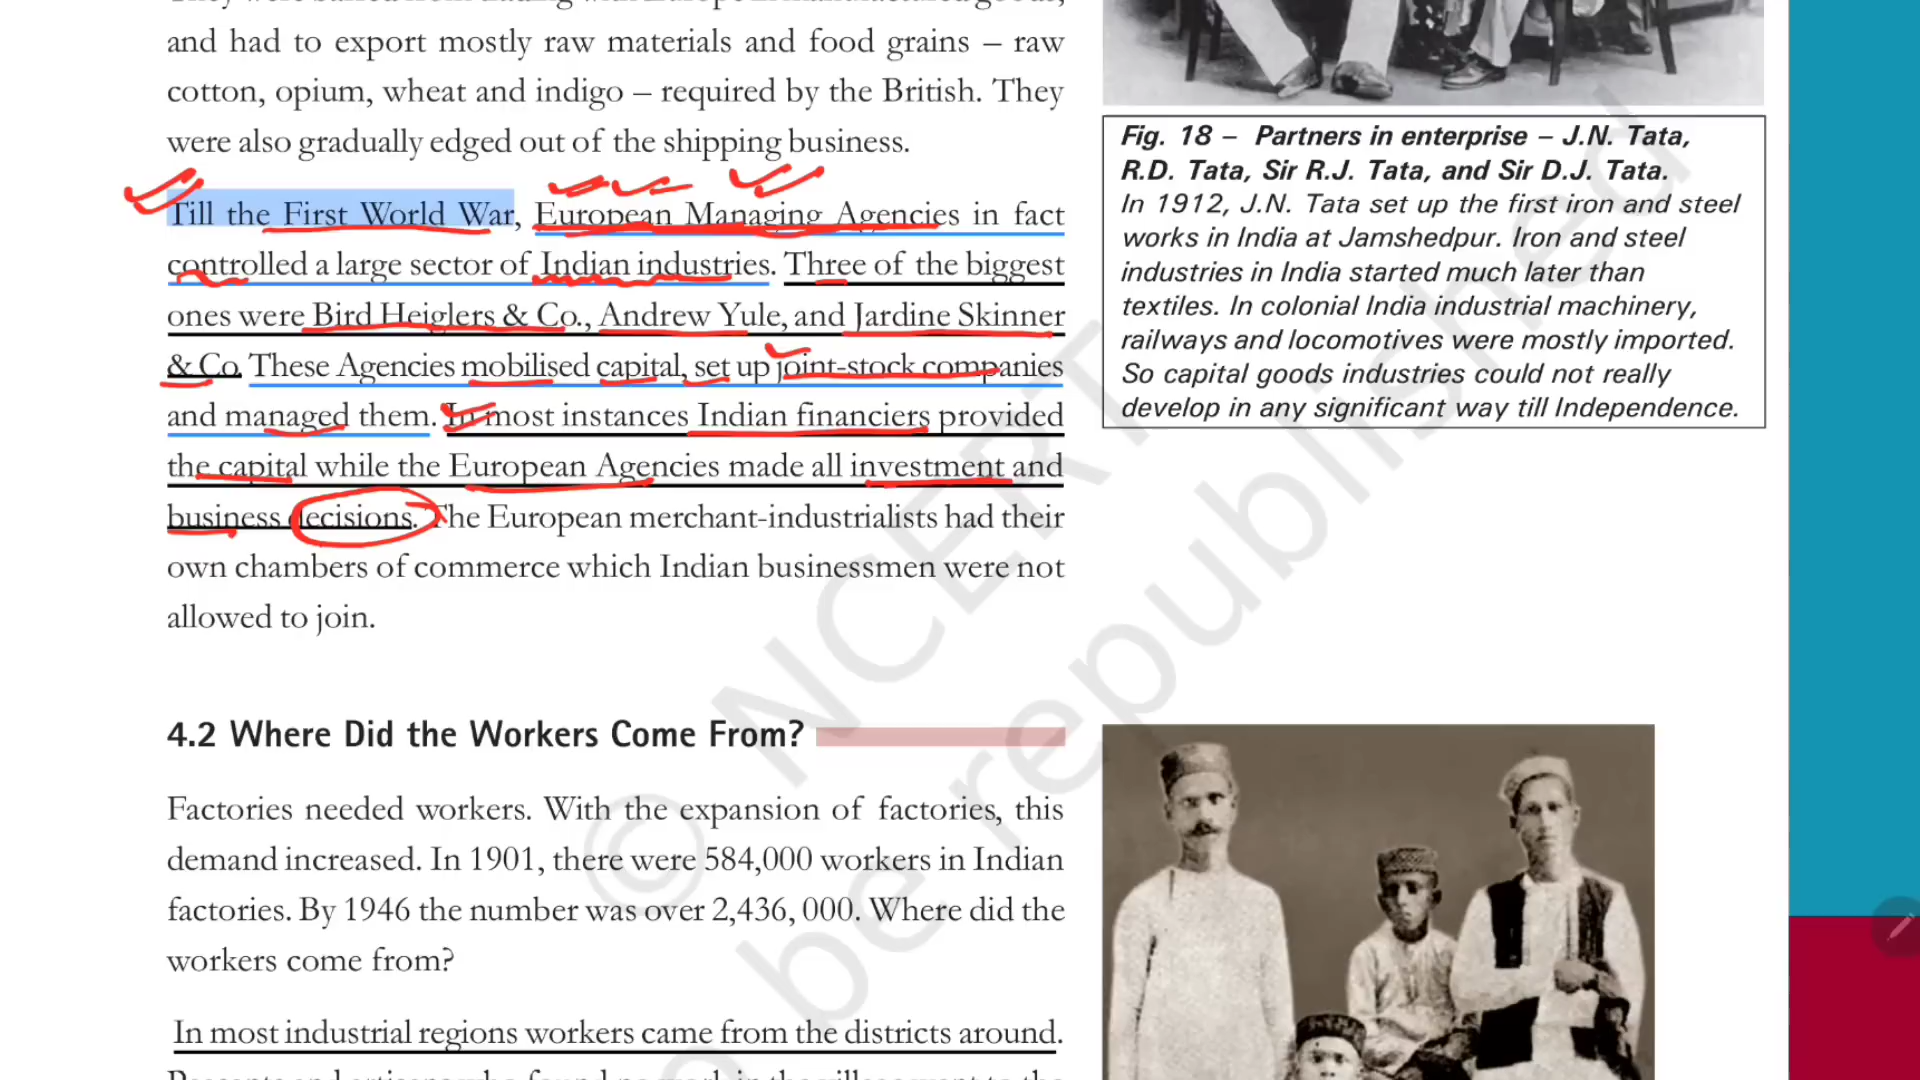 and had to export mostly raw materials and food grains – raw
cotton, opium, wheat and indigo – required by the British. They
were also gradually edged out of the shipping business.
Till the First World War, European Managing Agencies in fact
controlled a large sector of Indian industries. Three of the biggest
ones were Bird Heiglers & Co., Andrew Yule, and Jardine Skinner
& Co. These Agencies mobilised capital, set up joint-stock companies
and managed them. In most instances Indian financiers provided
the capital while the European Agencies made all investment and
business decisions. The European merchant-industrialists had their
own chambers of commerce which Indian businessmen were not
allowed to join.
4.2 Where Did the Workers Come From?
Factories needed workers. With the expansion of factories, this
demand increased. In 1901, there were 584,000 workers in Indian
factories. By 1946 the number was over 2,436, 000. Where did the
workers come from?
In most industrial regions workers came from the districts around.
Fig. 18 – Partners in enterprise – J.N. Tata,
R.D. Tata, Sir R.J. Tata, and Sir D.J. Tata.
In 1912, J.N. Tata set up the first iron and steel
works in India at Jamshedpur. Iron and steel
industries in India started much later than
textiles. In colonial India industrial machinery,
railways and locomotives were mostly imported.
So capital goods industries could not really
develop in any significant way till Independence.
© NCERT
be republished